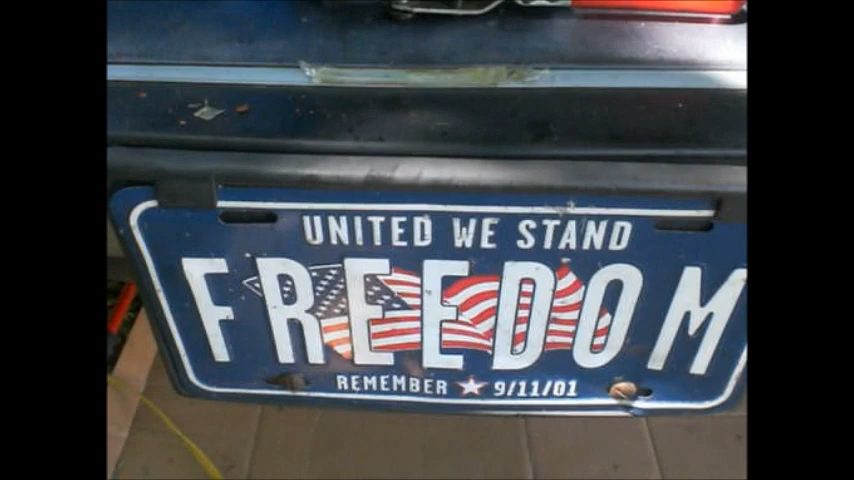 UNITED WE STAND
FREEDOM
REMEMBER ★ 9/11/01